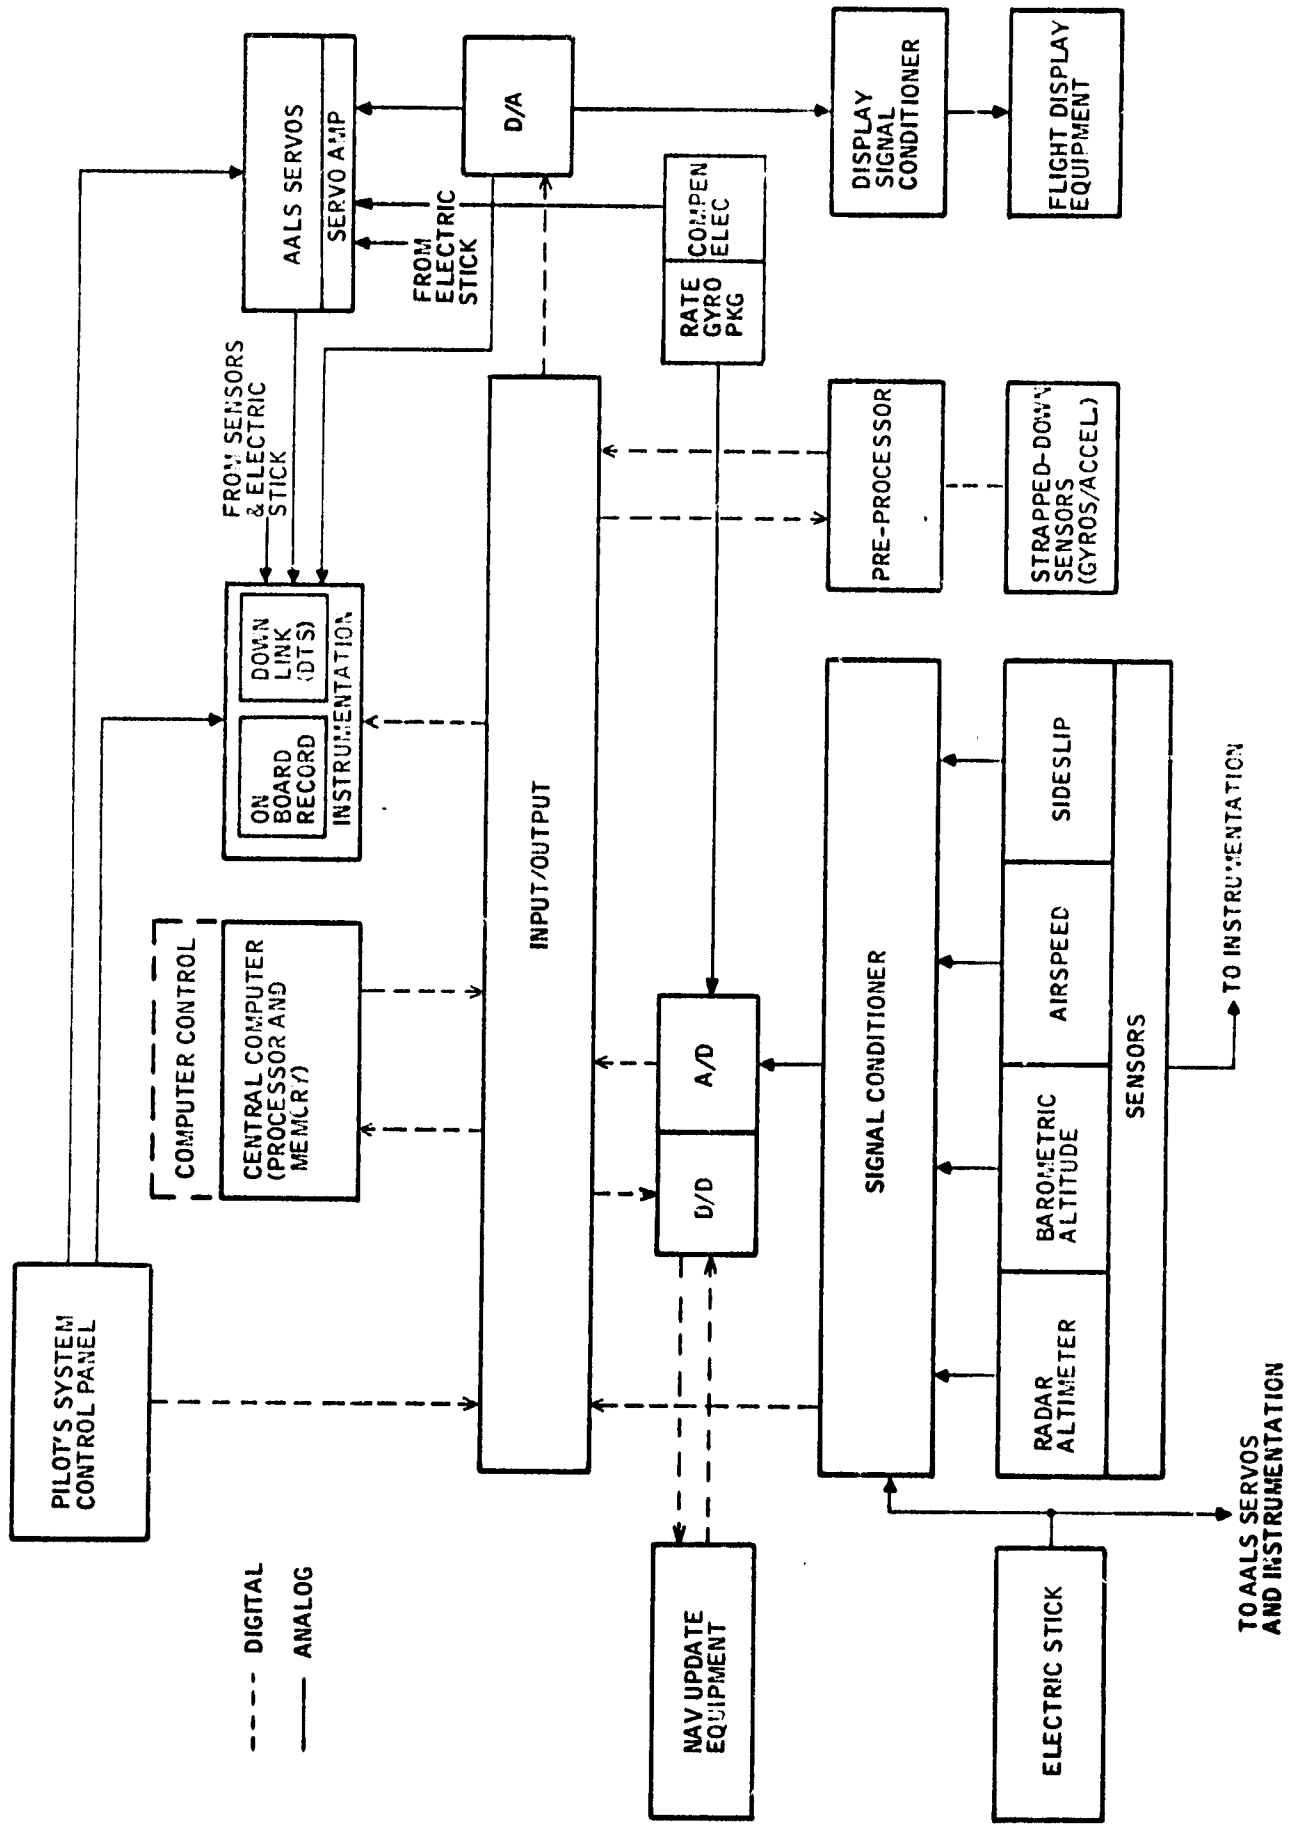 PILOT'S SYSTEM
CONTROL PANEL
COMPUTER CONTROL
CENTRAL COMPUTER
(PROCESSOR AND
MEMORY)
ON
BOARD
RECORD
DOWN
LINK
(DTS)
INSTRUMENTATION
FROM SENSORS
& ELECTRIC
STICK
AALS SERVOS
SERVO AMP
FROM
ELECTRIC
STICK
D/A
DIGITAL
ANALOG
INPUT/OUTPUT
NAV UPDATE
EQUIPMENT
D/D
A/D
RATE
GYRO
PKG
COMPEN
ELEC
SIGNAL CONDITIONER
PRE-PROCESSOR
DISPLAY
SIGNAL
CONDITIONER
ELECTRIC STICK
RADAR
ALTIMETER
BAROMETRIC
ALTITUDE
AIRSPEED
SIDESLIP
SENSORS
STRAPPED-DOWN
SENSORS
(GYROS/ACCEL.)
FLIGHT DISPLAY
EQUIPMENT
TO AALS SERVOS
AND INSTRUMENTATION
TO INSTRUMENTATION